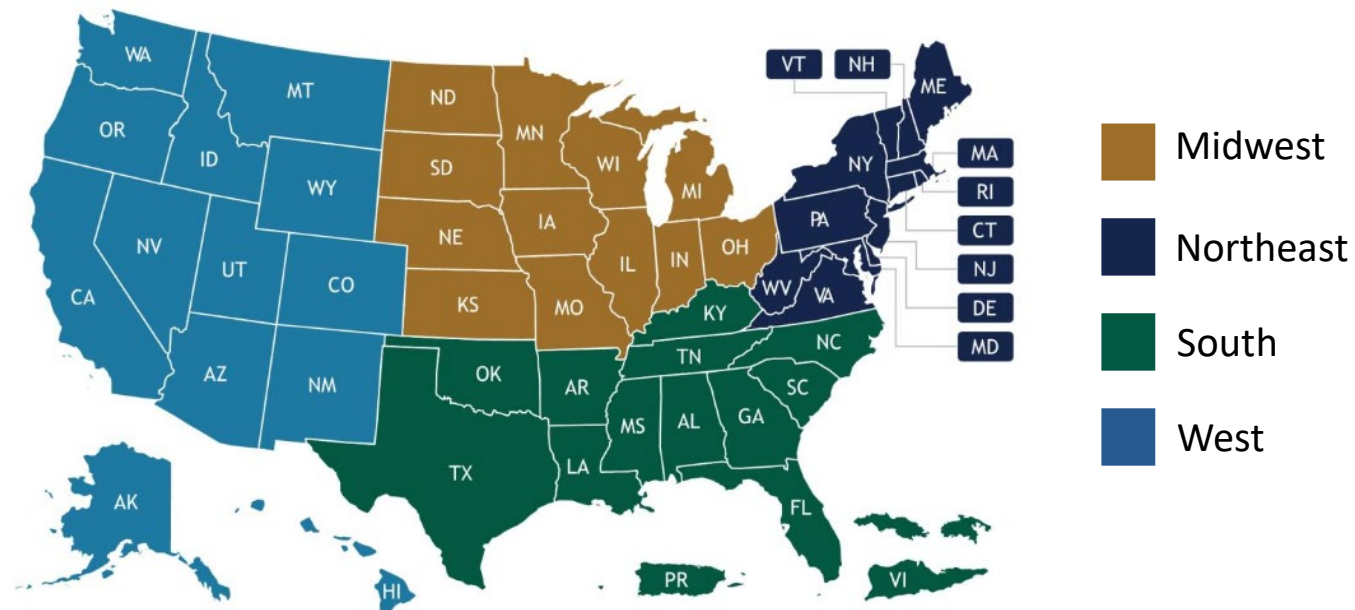 WA
OR
CA
NV
ID
MT
WY
UT
CO
AZ
NM
AK
HI
ND
SD
NE
KS
MN
IA
MO
WI
IL
IN
MI
OH
OK
TX
AR
LA
KY
TN
MS
AL
GA
NC
SC
FL
PR
VI
VT
NH
ME
NY
PA
WV
VA
MA
RI
CT
NJ
DE
MD
Midwest
Northeast
South
West